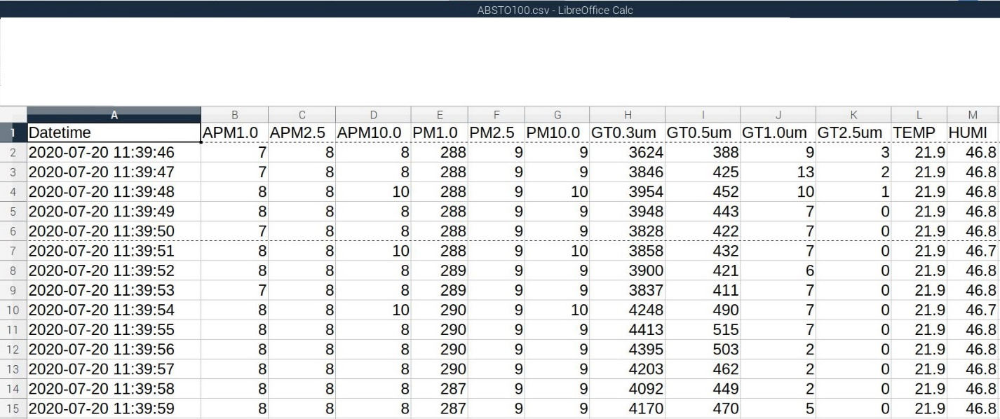 ABSTO100.csv - LibreOffice Calc
A B C D E F G H I J K L M
1 Datetime APM1.0 APM2.5 APM10.0 PM1.0 PM2.5 PM10.0 GT0.3um GT0.5um GT1.0um GT2.5um TEMP HUMI
2 2020-07-20 11:39:46 7 8 8 288 9 9 3624 388 9 3 21.9 46.8
3 2020-07-20 11:39:47 7 8 8 288 9 9 3846 425 13 2 21.9 46.8
4 2020-07-20 11:39:48 8 8 10 288 9 10 3954 452 10 1 21.9 46.8
5 2020-07-20 11:39:49 8 8 8 288 9 9 3948 443 7 0 21.9 46.8
6 2020-07-20 11:39:50 7 8 8 288 9 9 3828 422 7 0 21.9 46.8
7 2020-07-20 11:39:51 8 8 10 288 9 10 3858 432 7 0 21.9 46.7
8 2020-07-20 11:39:52 8 8 8 289 9 9 3900 421 6 0 21.9 46.8
9 2020-07-20 11:39:53 7 8 8 289 9 9 3837 411 7 0 21.9 46.8
10 2020-07-20 11:39:54 8 8 10 290 9 10 4248 490 7 0 21.9 46.7
11 2020-07-20 11:39:55 8 8 8 290 9 9 4413 515 7 0 21.9 46.8
12 2020-07-20 11:39:56 8 8 8 290 9 9 4395 503 2 0 21.9 46.8
13 2020-07-20 11:39:57 8 8 8 290 9 9 4203 462 2 0 21.9 46.8
14 2020-07-20 11:39:58 8 8 8 287 9 9 4092 449 2 0 21.9 46.8
15 2020-07-20 11:39:59 8 8 8 287 9 9 4170 470 5 0 21.9 46.8